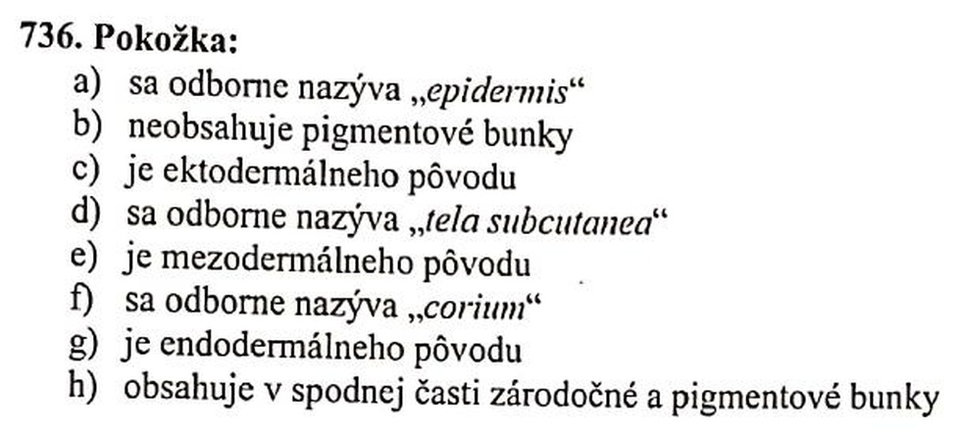 736. Pokožka:
a) sa odborne nazýva „epidermis“
b) neobsahuje pigmentové bunky
c) je ektodermálneho pôvodu
d) sa odborne nazýva „tela subcutanea“
e) je mezodermálneho pôvodu
f) sa odborne nazýva „corium“
g) je endodermálneho pôvodu
h) obsahuje v spodnej časti zárodočné a pigmentové bunky